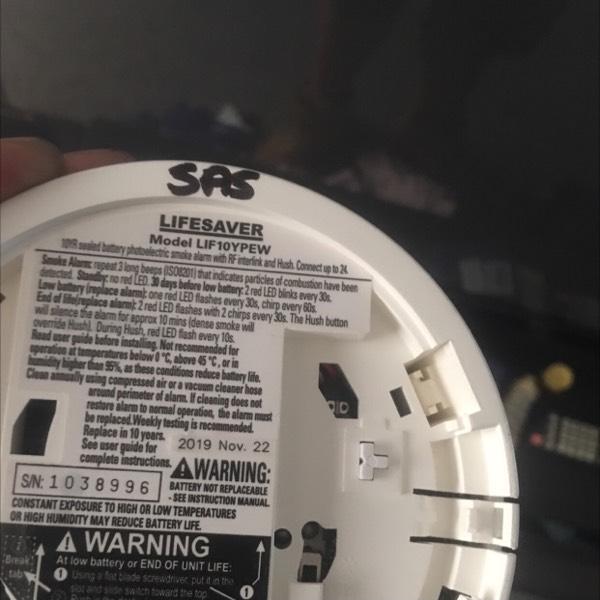 SAS
LIFESAVER
Model LIF10YPEW
10YR sealed battery photoelectric smoke alarm with RF interlink and Hush. Connect up to 24.
Smoke Alarm: repeat 3 long beeps (ISO8201) that indicates particles of combustion have been
detected. Standby: no red LED. 30 days before low battery: 2 red LED blinks every 30s.
Low battery (replace alarm): one red LED flashes every 30s, chirp every 60s.
End of life(replace alarm): 2 red LED flashes with 2 chirps every 30s. The Hush button
will silence the alarm for approx 10 mins (dense smoke will
override Hush). During Hush, red LED flash every 10s.
Read user guide before installing. Not recommended for
operation at temperatures below 0 °C, above 45 °C, or in
humidity higher than 95%, as these conditions reduce battery life.
Clean annually using compressed air or a vacuum cleaner hose
around perimeter of alarm. If cleaning does not
restore alarm to normal operation, the alarm must
be replaced.Weekly testing is recommended.
Replace in 10 years.
See user guide for
complete instructions.
2019 Nov. 22
WARNING:
BATTERY NOT REPLACEABLE
- SEE INSTRUCTION MANUAL.
S/N: 1038996
CONSTANT EXPOSURE TO HIGH OR LOW TEMPERATURES
OR HIGH HUMIDITY MAY REDUCE BATTERY LIFE.
WARNING
At low battery or END OF UNIT LIFE:
Break
tab
1 Using a flat blade screwdriver, put it in the
slot and slide switch toward the top
1